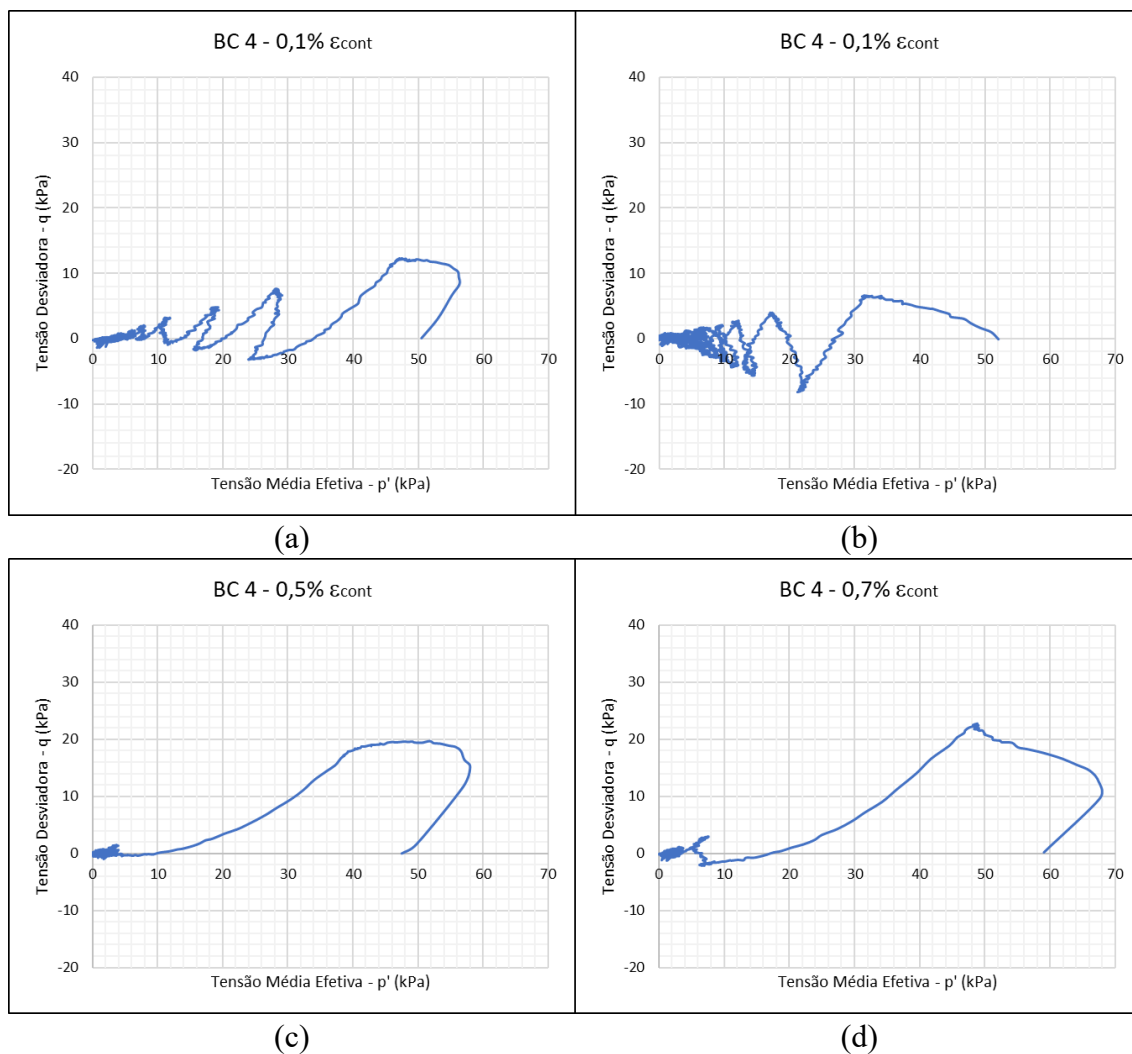 BC 4 - 0,1% εcont
40
30
20
10
0
-10
-20
0 10 20 30 40 50 60 70
Tensão Desviadora - q (kPa)
Tensão Média Efetiva - p' (kPa)
(a)
BC 4 - 0,1% εcont
40
30
20
10
0
-10
-20
0 10 20 30 40 50 60 70
Tensão Desviadora - q (kPa)
Tensão Média Efetiva - p' (kPa)
(b)
BC 4 - 0,5% εcont
40
30
20
10
0
-10
-20
0 10 20 30 40 50 60 70
Tensão Desviadora - q (kPa)
Tensão Média Efetiva - p' (kPa)
(c)
BC 4 - 0,7% εcont
40
30
20
10
0
-10
-20
0 10 20 30 40 50 60 70
Tensão Desviadora - q (kPa)
Tensão Média Efetiva - p' (kPa)
(d)